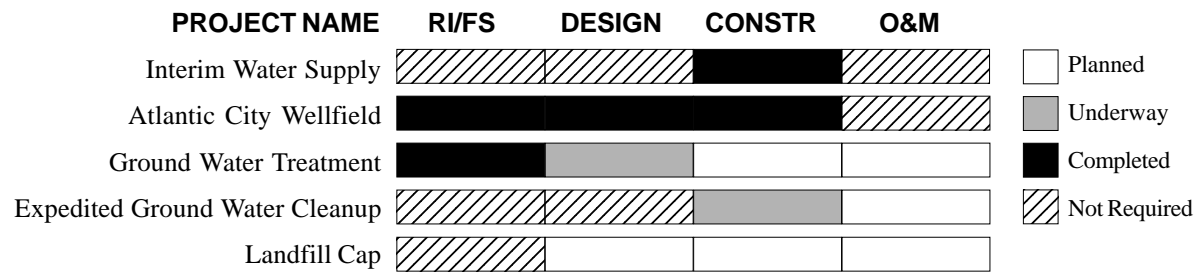 PROJECT NAME RI/FS DESIGN CONSTR O&M
Interim Water Supply
Atlantic City Wellfield
Ground Water Treatment
Expedited Ground Water Cleanup
Landfill Cap
Planned
Underway
Completed
Not Required